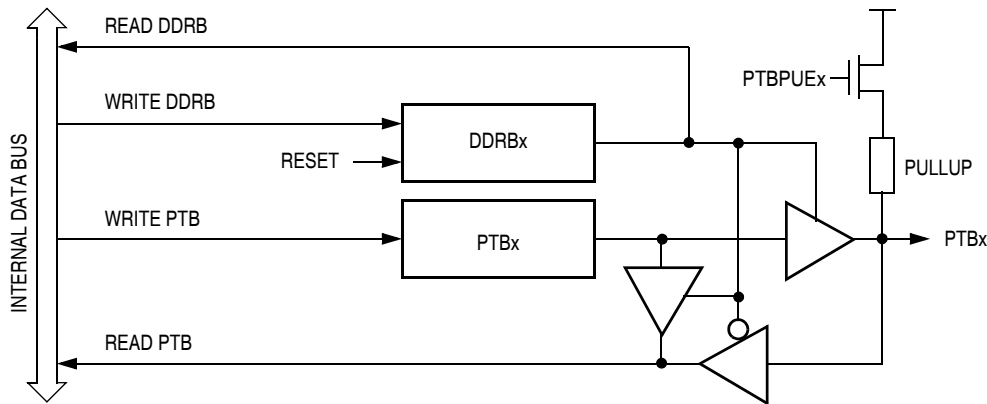 READ DDRB
PTBPUEx
WRITE DDRB
DDRBx
RESET
PULLUP
INTERNAL DATA BUS
WRITE PTB
PTBx
PTBx
READ PTB